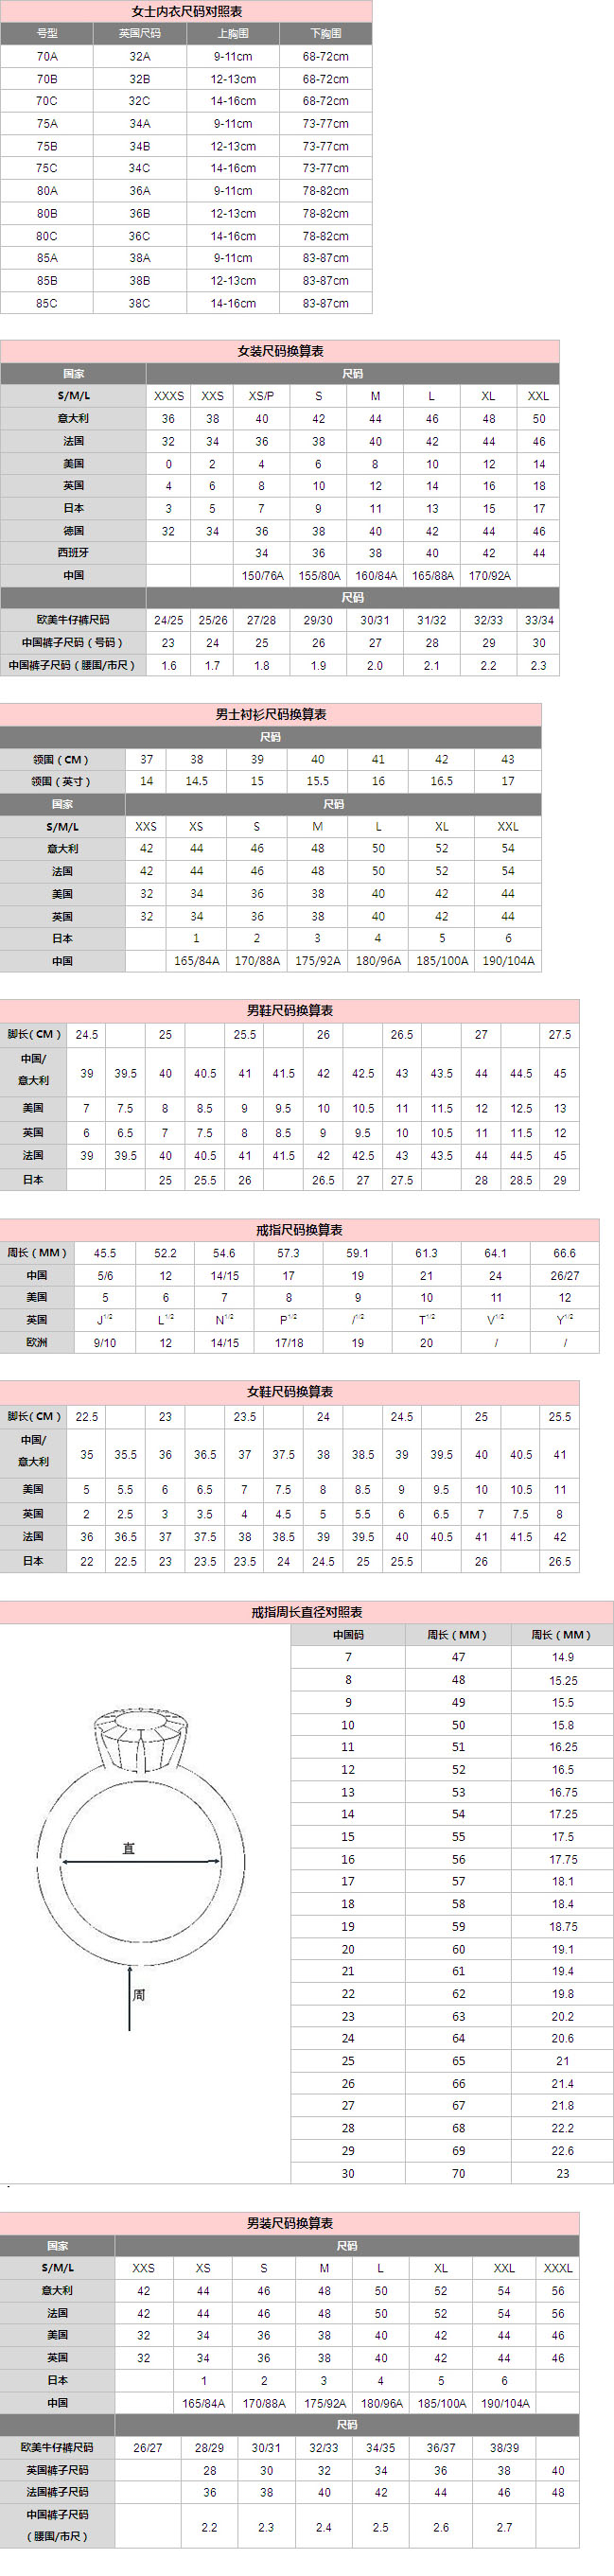 女士内衣尺码对照表
号型 英国尺码 上胸围 下胸围
70A 32A 9-11cm 68-72cm
70B 32B 12-13cm 68-72cm
70C 32C 14-16cm 68-72cm
75A 34A 9-11cm 73-77cm
75B 34B 12-13cm 73-77cm
75C 34C 14-16cm 73-77cm
80A 36A 9-11cm 78-82cm
80B 36B 12-13cm 78-82cm
80C 36C 14-16cm 78-82cm
85A 38A 9-11cm 83-87cm
85B 38B 12-13cm 83-87cm
85C 38C 14-16cm 83-87cm
女装尺码换算表
国家 尺码
S/M/L XXXS XXS XS/P S M L XL XXL
意大利 36 38 40 42 44 46 48 50
法国 32 34 36 38 40 42 44 46
美国 0 2 4 6 8 10 12 14
英国 4 6 8 10 12 14 16 18
日本 3 5 7 9 11 13 15 17
德国 32 34 36 38 40 42 44 46
西班牙 34 36 38 40 42 44
中国 150/76A 155/80A 160/84A 165/88A 170/92A
尺码
欧美牛仔裤尺码 24/25 25/26 27/28 29/30 30/31 31/32 32/33 33/34
中国裤子尺码（号码） 23 24 25 26 27 28 29 30
中国裤子尺码（腰围/市尺） 1.6 1.7 1.8 1.9 2.0 2.1 2.2 2.3
男士衬衫尺码换算表
尺码
领围（CM） 37 38 39 40 41 42 43
领围（英寸） 14 14.5 15 15.5 16 16.5 17
国家 尺码
S/M/L XXS XS S M L XL XXL
意大利 42 44 46 48 50 52 54
法国 42 44 46 48 50 52 54
美国 32 34 36 38 40 42 44
英国 32 34 36 38 40 42 44
日本 1 2 3 4 5 6
中国 165/84A 170/88A 175/92A 180/96A 185/100A 190/104A
男鞋尺码换算表
脚长(CM) 24.5 25 25.5 26 26.5 27 27.5
中国/
意大利 39 39.5 40 40.5 41 41.5 42 42.5 43 43.5 44 44.5 45
美国 7 7.5 8 8.5 9 9.5 10 10.5 11 11.5 12 12.5 13
英国 6 6.5 7 7.5 8 8.5 9 9.5 10 10.5 11 11.5 12
法国 39 39.5 40 40.5 41 41.5 42 42.5 43 43.5 44 44.5 45
日本 25 25.5 26 26.5 27 27.5 28 28.5 29
戒指尺码换算表
周长（MM） 45.5 52.2 54.6 57.3 59.1 61.3 64.1 66.6
中国 5/6 12 14/15 17 19 21 24 26/27
美国 5 6 7 8 9 10 11 12
英国 J1/2 L1/2 N1/2 P1/2 /1/2 T1/2 V1/2 Y1/2
欧洲 9/10 12 14/15 17/18 19 20 / /
女鞋尺码换算表
脚长(CM) 22.5 23 23.5 24 24.5 25 25.5
中国/
意大利 35 35.5 36 36.5 37 37.5 38 38.5 39 39.5 40 40.5 41
美国 5 5.5 6 6.5 7 7.5 8 8.5 9 9.5 10 10.5 11
英国 2 2.5 3 3.5 4 4.5 5 5.5 6 6.5 7 7.5 8
法国 36 36.5 37 37.5 38 38.5 39 39.5 40 40.5 41 41.5 42
日本 22 22.5 23 23.5 23.5 24 24.5 25 25.5 26 26.5
戒指周长直径对照表
中国码 周长（MM） 周长（MM）
7 47 14.9
8 48 15.25
9 49 15.5
10 50 15.8
11 51 16.25
12 52 16.5
13 53 16.75
14 54 17.25
15 55 17.5
16 56 17.75
17 57 18.1
18 58 18.4
19 59 18.75
20 60 19.1
21 61 19.4
22 62 19.8
23 63 20.2
24 64 20.6
25 65 21
26 66 21.4
27 67 21.8
28 68 22.2
29 69 22.6
30 70 23
直
周
男装尺码换算表
国家 尺码
S/M/L XXS XS S M L XL XXL XXXL
意大利 42 44 46 48 50 52 54 56
法国 42 44 46 48 50 52 54 56
美国 32 34 36 38 40 42 44 46
英国 32 34 36 38 40 42 44 46
日本 1 2 3 4 5 6
中国 165/84A 170/88A 175/92A 180/96A 185/100A 190/104A
尺码
欧美牛仔裤尺码 26/27 28/29 30/31 32/33 34/35 36/37 38/39
英国裤子尺码 28 30 32 34 36 38 40
法国裤子尺码 36 38 40 42 44 46 48
中国裤子尺码
（腰围/市尺） 2.2 2.3 2.4 2.5 2.6 2.7